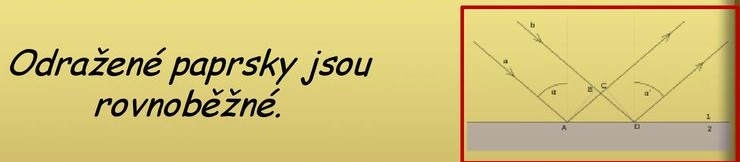 Odražené paprsky jsou
rovnoběžné.
b
a
α
B C
α'
A
D
1
2